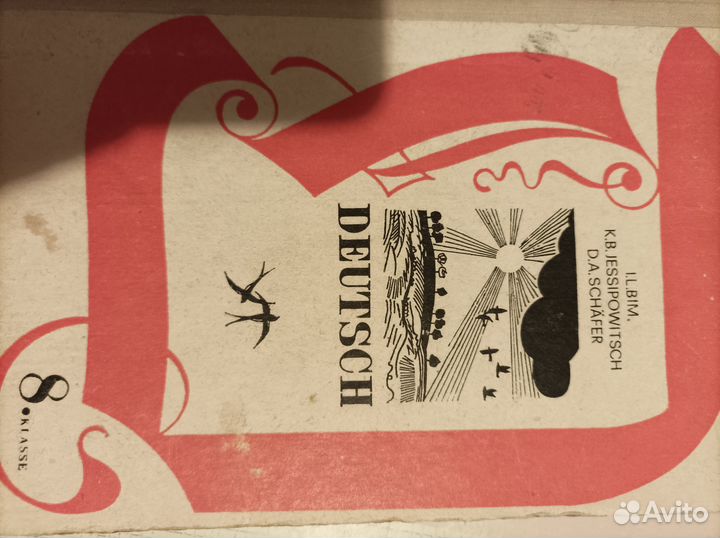 I.L.BIM,
K.B.JESSIPOWITSCH
D.A.SCHÄFER
DEUTSCH
8•KLASSE
Avito